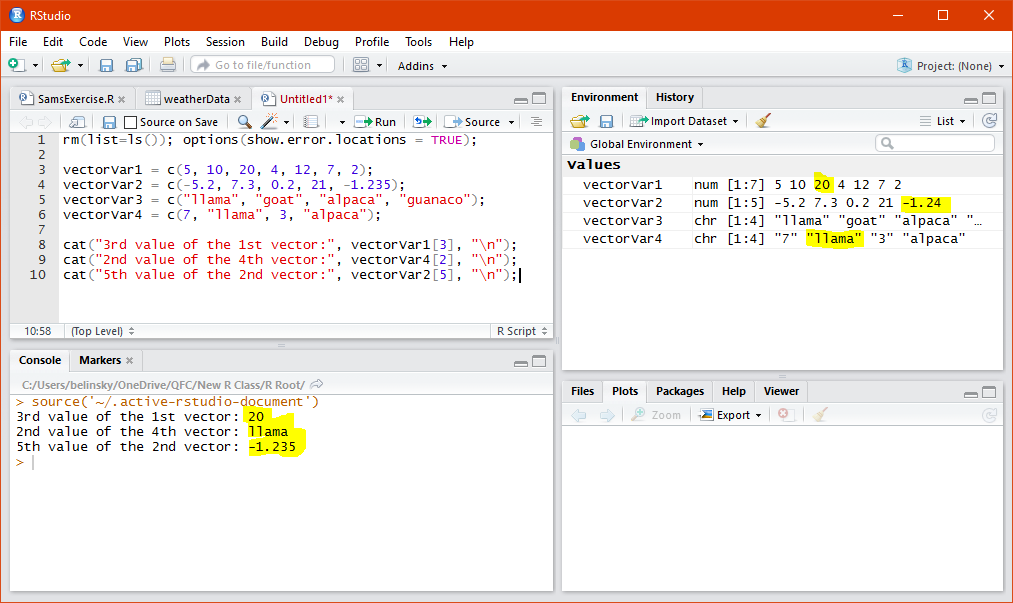 RStudio
File Edit Code View Plots Session Build Debug Profile Tools Help
Go to file/function Addins Project: (None)
SamsExercise.R weatherData Untitled1*
Source on Save Run Source
1 rm(list=ls()); options(show.error.locations = TRUE);
2
3 vectorVar1 = c(5, 10, 20, 4, 12, 7, 2);
4 vectorVar2 = c(-5.2, 7.3, 0.2, 21, -1.235);
5 vectorVar3 = c("llama", "goat", "alpaca", "guanaco");
6 vectorVar4 = c(7, "llama", 3, "alpaca");
7
8 cat("3rd value of the 1st vector:", vectorVar1[3], "\n");
9 cat("2nd value of the 4th vector:", vectorVar4[2], "\n");
10 cat("5th value of the 2nd vector:", vectorVar2[5], "\n");
10:58 (Top Level) R Script
Console Markers
C:/Users/belinsky/OneDrive/QFC/New R Class/R Root/
> source('~/.active-rstudio-document')
3rd value of the 1st vector: 20
2nd value of the 4th vector: llama
5th value of the 2nd vector: -1.235
>
Environment History
Import Dataset List
Global Environment
Values
vectorVar1 num [1:7] 5 10 20 4 12 7 2
vectorVar2 num [1:5] -5.2 7.3 0.2 21 -1.24
vectorVar3 chr [1:4] "llama" "goat" "alpaca" "…
vectorVar4 chr [1:4] "7" "llama" "3" "alpaca"
Files Plots Packages Help Viewer
Zoom Export